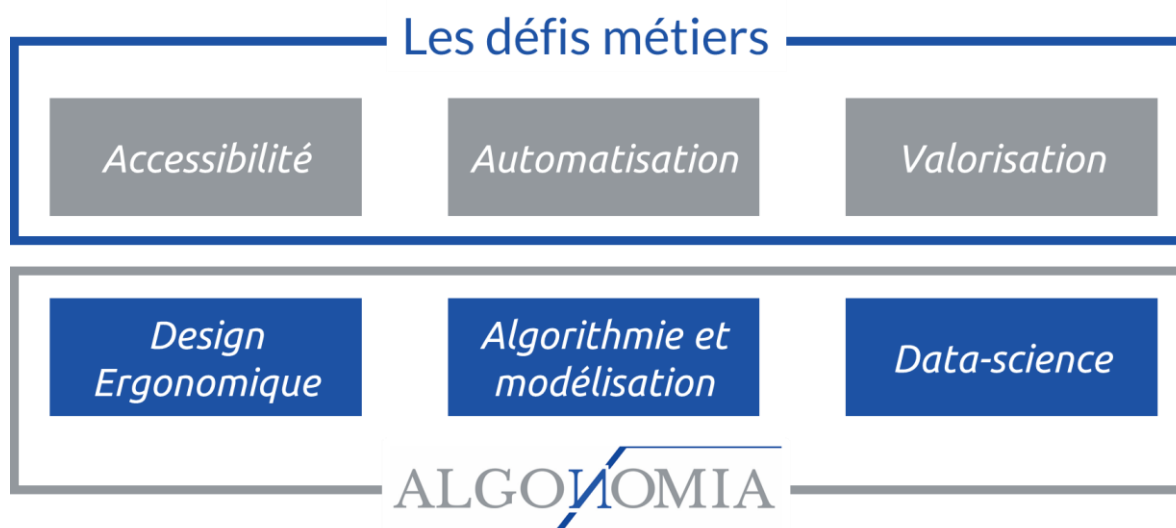 Les défis métiers
Accessibilité
Automatisation
Valorisation
Design
Ergonomique
Algorithmie et
modélisation
Data-science
ALGONOMIA